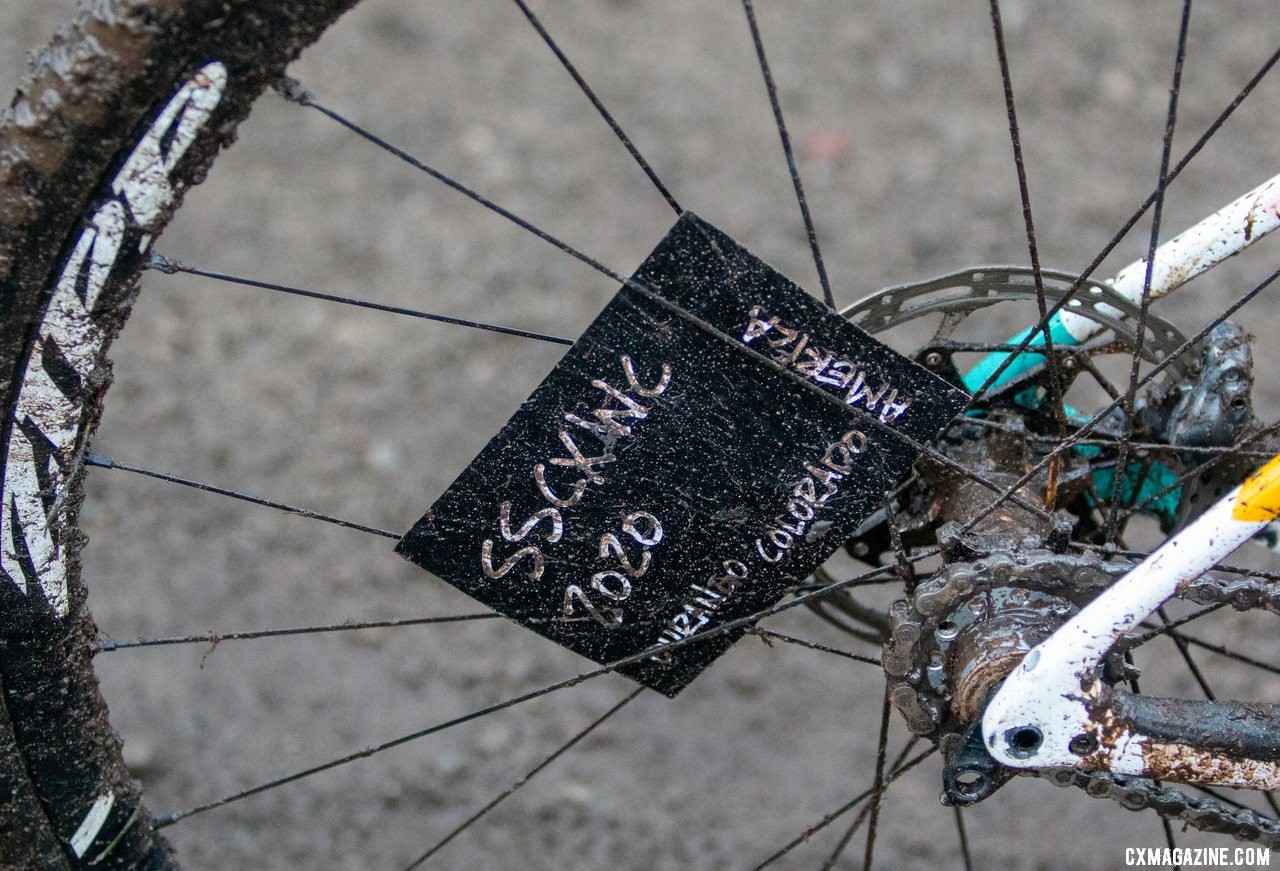 SSCXWC
2020
DURANGO COLORADO
AMERICA
CXMAGAZINE.COM